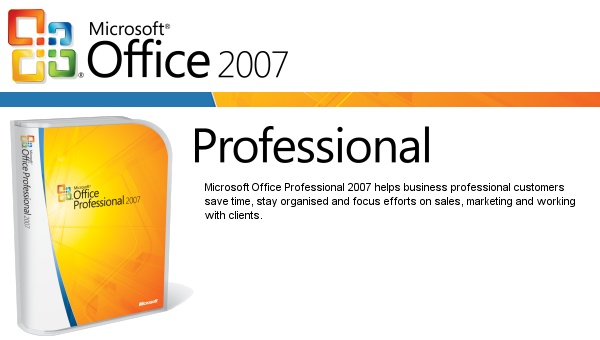 Microsoft®
Office 2007
Professional
Microsoft Office Professional 2007 helps business professional customers
save time, stay organised and focus efforts on sales, marketing and working
with clients.
Microsoft®
Office
Professional 2007
Microsoft
Office Professional 2007
Microsoft